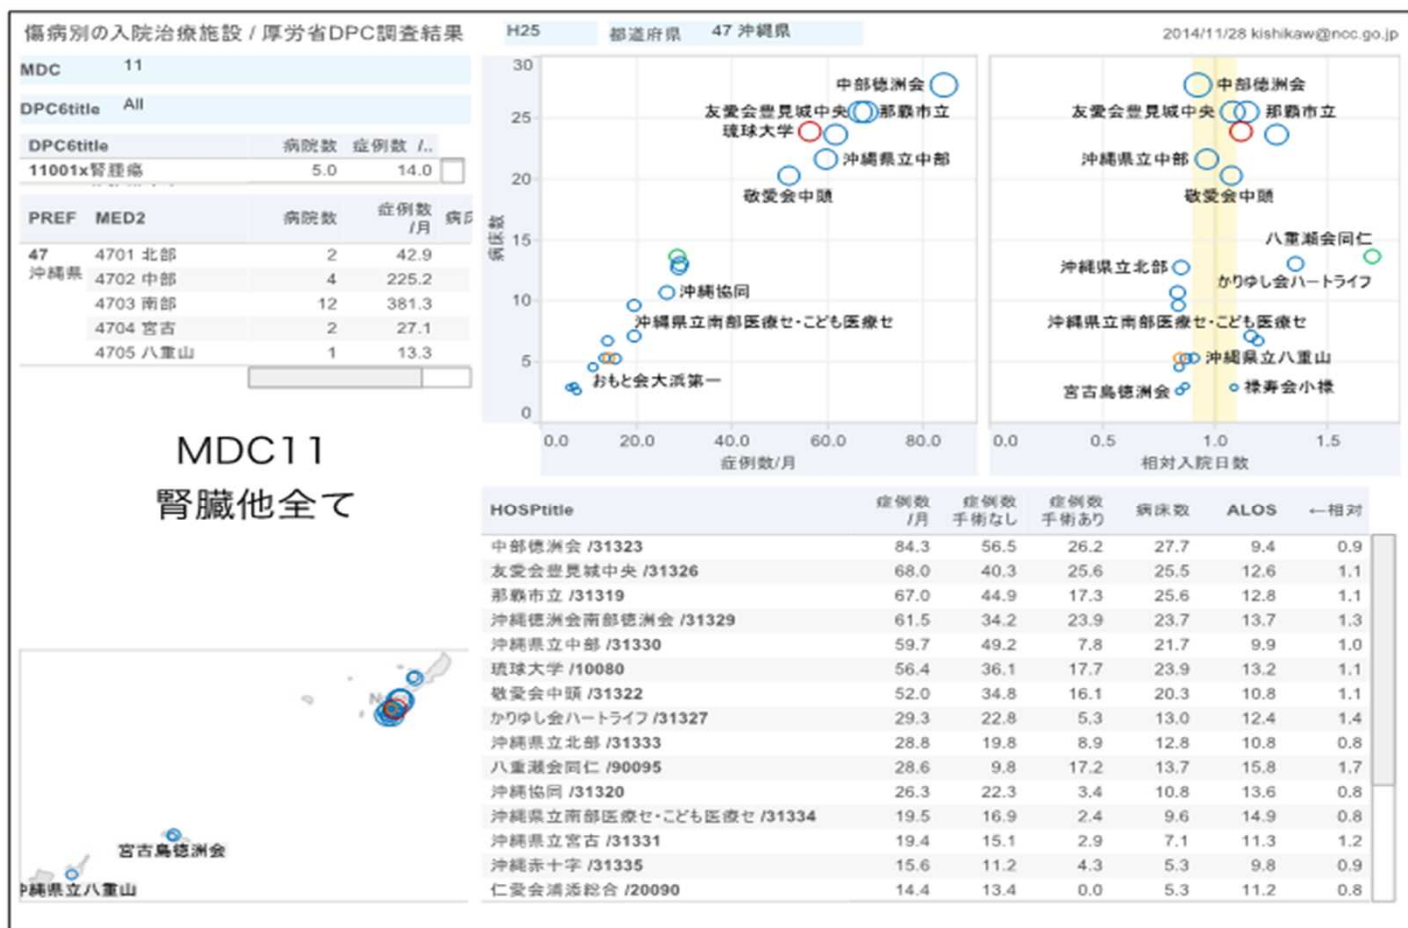 傷病別の入院治療施設 / 厚労省DPC調査結果
H25
都道府県 47 沖縄県
2014/11/28 kishikaw@ncc.go.jp
MDC 11
DPC6title All
DPC6title 病院数 症例数 /..
11001x腎腫瘍 5.0 14.0
PREF MED2 病院数 症例数/月
47 沖縄県
4701 北部 2 42.9
4702 中部 4 225.2
4703 南部 12 381.3
4704 宮古 2 27.1
4705 八重山 1 13.3
MDC11
腎臓他全て
宮古島徳洲会
沖縄県立八重山
病床数
30
25
20
15
10
5
0
中部徳洲会
友愛会豊見城中央
那覇市立
琉球大学
沖縄県立中部
敬愛会中頭
沖縄協同
沖縄県立南部医療セ・こども医療セ
おもと会大浜第一
0.0 20.0 40.0 60.0 80.0
症例数/月
中部徳洲会
友愛会豊見城中央
那覇市立
沖縄県立中部
敬愛会中頭
八重瀬会同仁
沖縄県立北部
かりゆし会ハートライフ
沖縄県立南部医療セ・こども医療セ
沖縄県立八重山
宮古島徳洲会
禄寿会小禄
0.0 0.5 1.0 1.5
相対入院日数
HOSPtitle 症例数/月 症例数手術なし 症例数手術あり 病床数 ALOS ←相対
中部徳洲会 /31323 84.3 56.5 26.2 27.7 9.4 0.9
友愛会豊見城中央 /31326 68.0 40.3 25.6 25.5 12.6 1.1
那覇市立 /31319 67.0 44.9 17.3 25.6 12.8 1.1
沖縄徳洲会南部徳洲会 /31329 61.5 34.2 23.9 23.7 13.7 1.3
沖縄県立中部 /31330 59.7 49.2 7.8 21.7 9.9 1.0
琉球大学 /10080 56.4 36.1 17.7 23.9 13.2 1.1
敬愛会中頭 /31322 52.0 34.8 16.1 20.3 10.8 1.1
かりゆし会ハートライフ /31327 29.3 22.8 5.3 13.0 12.4 1.4
沖縄県立北部 /31333 28.8 19.8 8.9 12.8 10.8 0.8
八重瀬会同仁 /90095 28.6 9.8 17.2 13.7 15.8 1.7
沖縄協同 /31320 26.3 22.3 3.4 10.8 13.6 0.8
沖縄県立南部医療セ・こども医療セ /31334 19.5 16.9 2.4 9.6 14.9 0.8
沖縄県立宮古 /31331 19.4 15.1 2.9 7.1 11.3 1.2
沖縄赤十字 /31335 15.6 11.2 4.3 5.3 9.8 0.9
仁愛会浦添総合 /20090 14.4 13.4 0.0 5.3 11.2 0.8